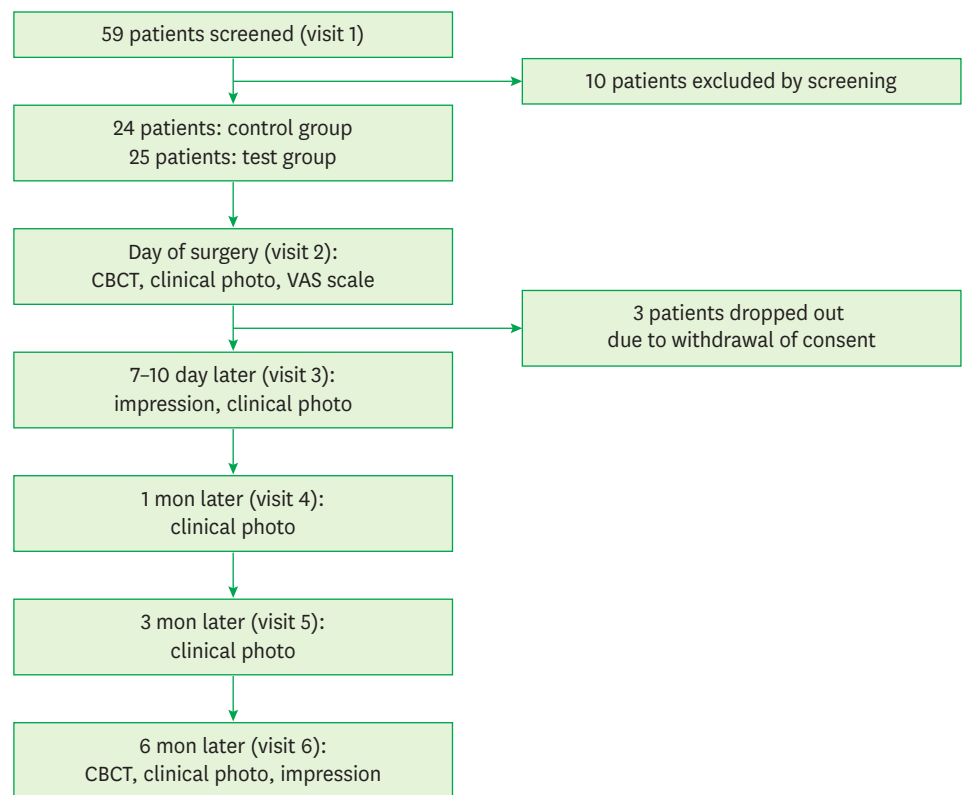 59 patients screened (visit 1)
10 patients excluded by screening
24 patients: control group
25 patients: test group
Day of surgery (visit 2):
CBCT, clinical photo, VAS scale
3 patients dropped out
due to withdrawal of consent
7–10 day later (visit 3):
impression, clinical photo
1 mon later (visit 4):
clinical photo
3 mon later (visit 5):
clinical photo
6 mon later (visit 6):
CBCT, clinical photo, impression